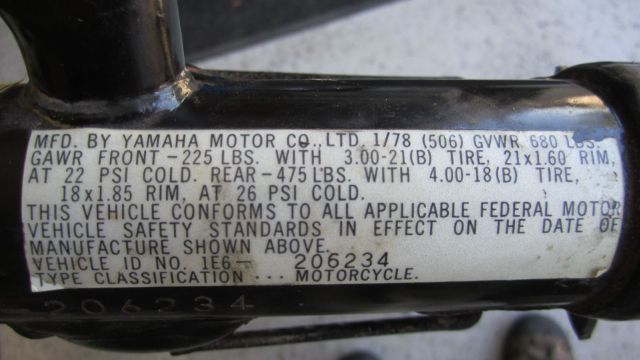 MFD. BY YAMAHA MOTOR CO., LTD. 1/78 (506) GVWR 680 LBS.
GAWR FRONT-225 LBS. WITH 3.00-21(B) TIRE, 21x1.60 RIM,
AT 22 PSI COLD. REAR-475 LBS. WITH 4.00-18(B) TIRE,
18x1.85 RIM, AT 26 PSI COLD.
THIS VEHICLE CONFORMS TO ALL APPLICABLE FEDERAL MOTOR
VEHICLE SAFETY STANDARDS IN EFFECT ON THE DATE OF
MANUFACTURE SHOWN ABOVE.
VEHICLE ID NO. 1E6- 206234
TYPE CLASSIFICATION ··· MOTORCYCLE.
206234